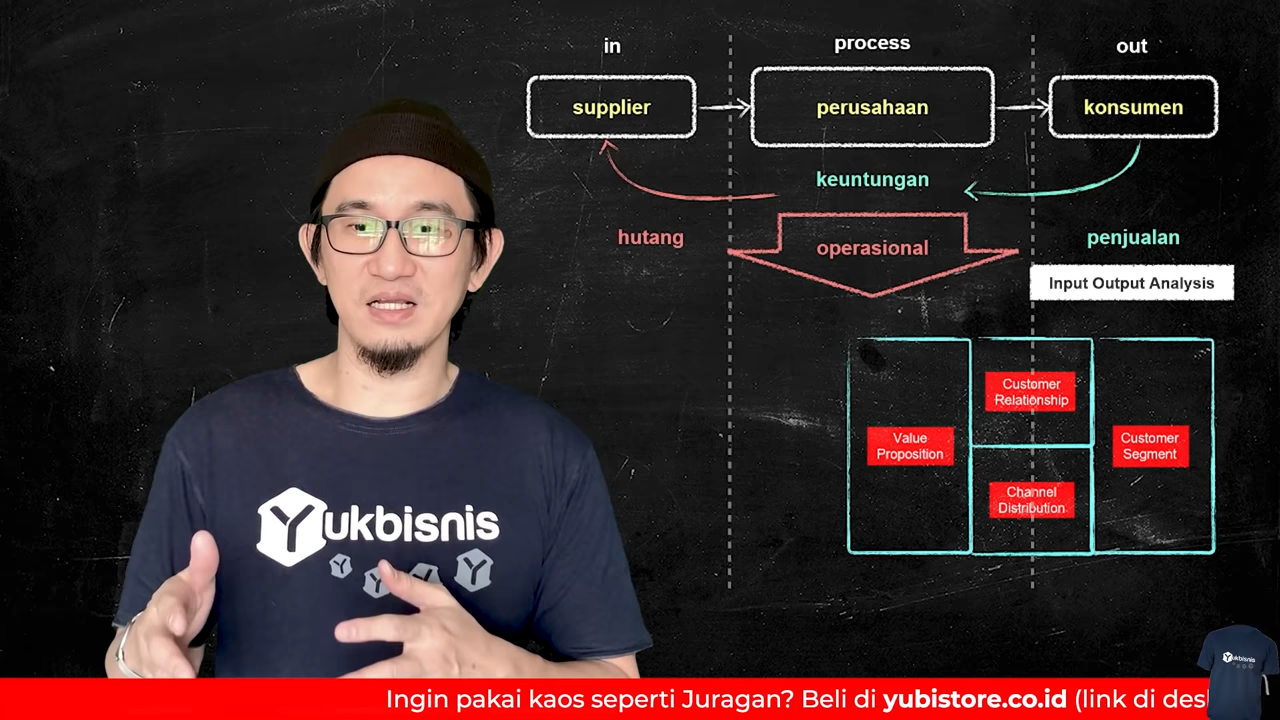 in
process
out
supplier
perusahaan
konsumen
keuntungan
hutang
operasional
penjualan
Input Output Analysis
Value
Proposition
Customer
Relationship
Channel
Distribution
Customer
Segment
Yukbisnis
Ingin pakai kaos seperti Juragan? Beli di yubistore.co.id (link di des
Yukbisnis